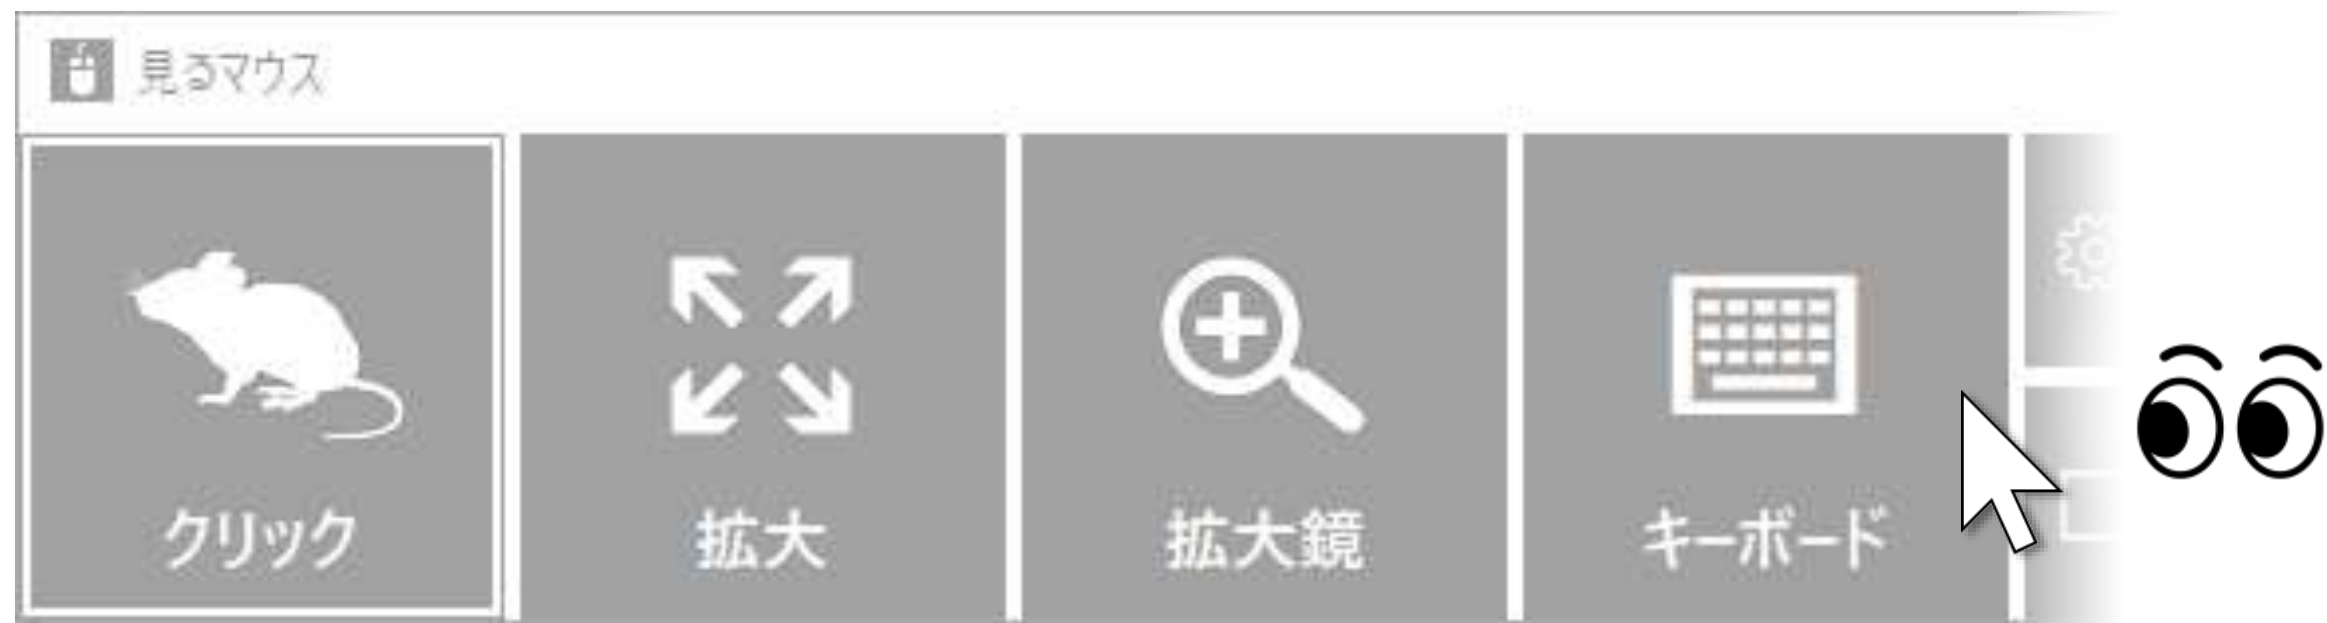 見るマウス
クリック
拡大
拡大鏡
キーボード